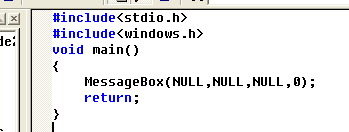 #include<stdio.h>
#include<windows.h>
void main()
{
MessageBox(NULL,NULL,NULL,0);
return;
}